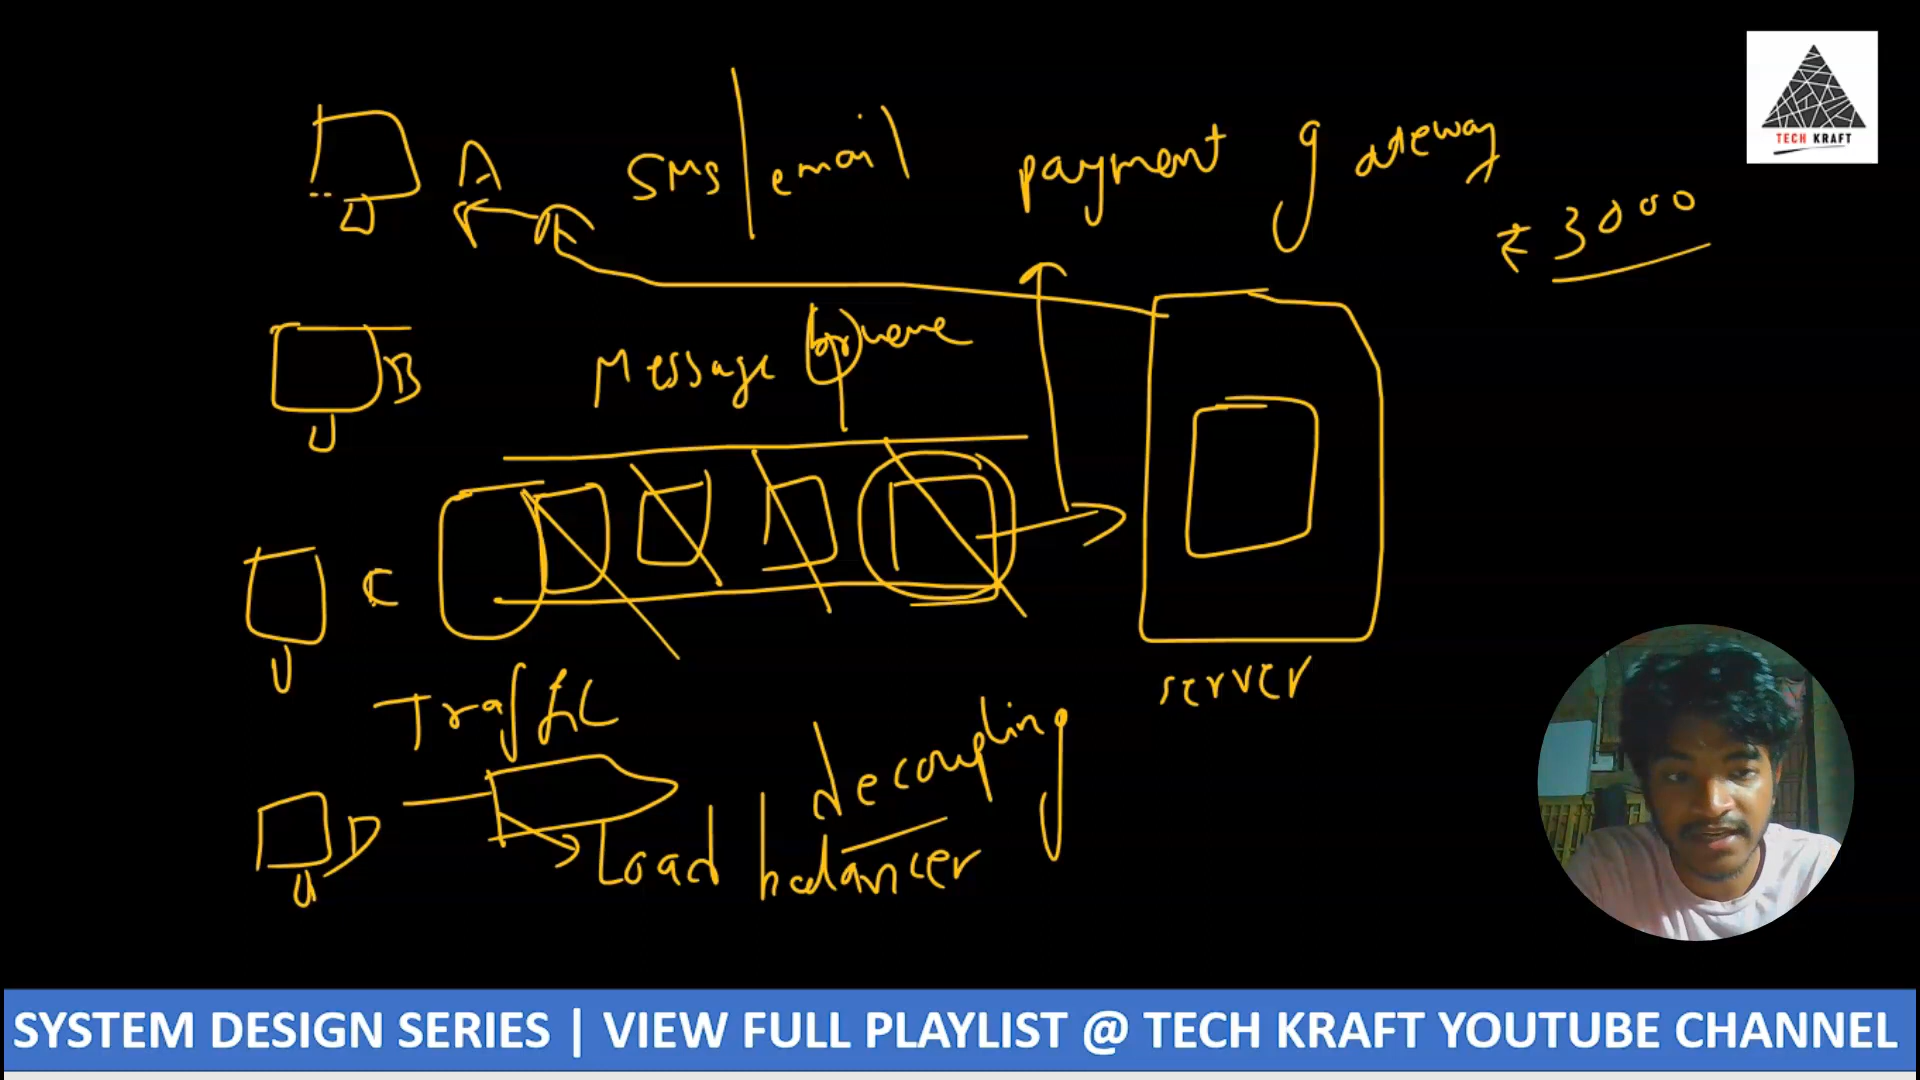 A SMS | email payment gateway
₹ 3000
TECH KRAFT
B Message queue
C
server
Traffic
decoupling
D Load balancer
SYSTEM DESIGN SERIES | VIEW FULL PLAYLIST @ TECH KRAFT YOUTUBE CHANNEL